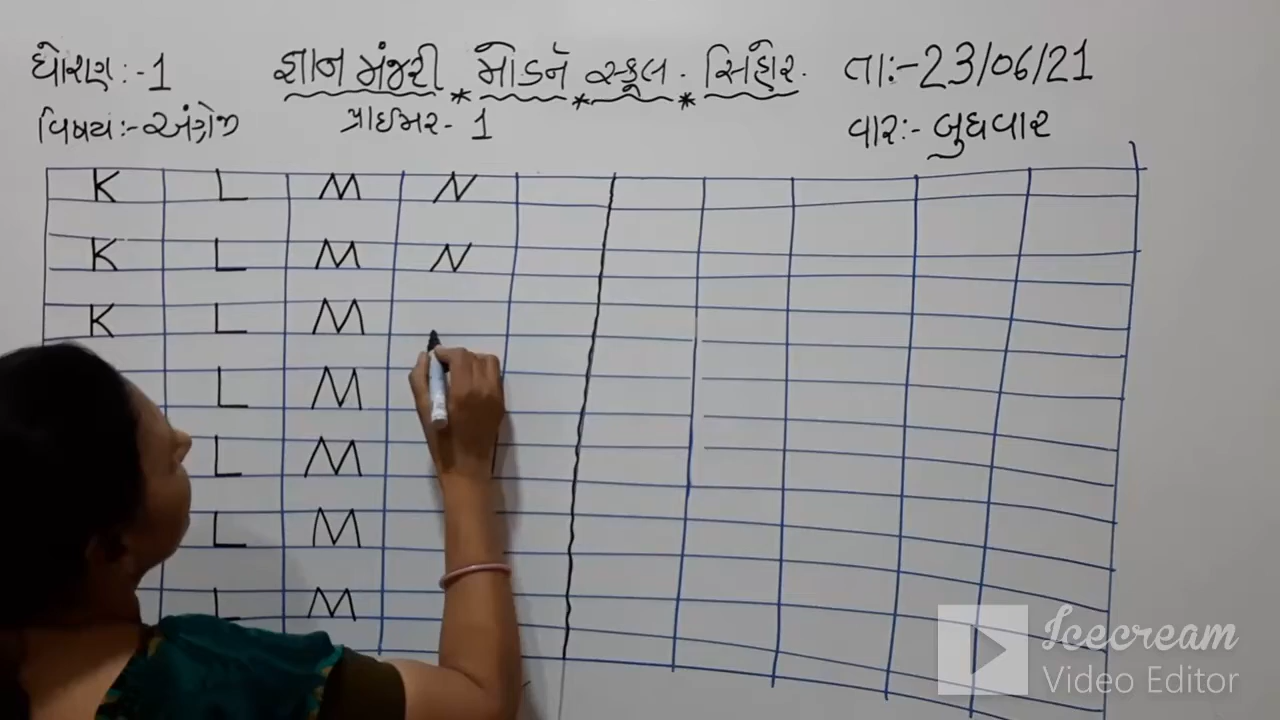 ધોરણ:-1 જ્ઞાન મંજરી * મોડર્ન * સ્કૂલ * સિહોર. તા:-23/06/21
વિષય:-અંગ્રેજી પ્રાઈમર-1 વાર:-બુધવાર
K L M N
K L M N
K L M
L M
L M
L M
L M
Icecream
Video Editor